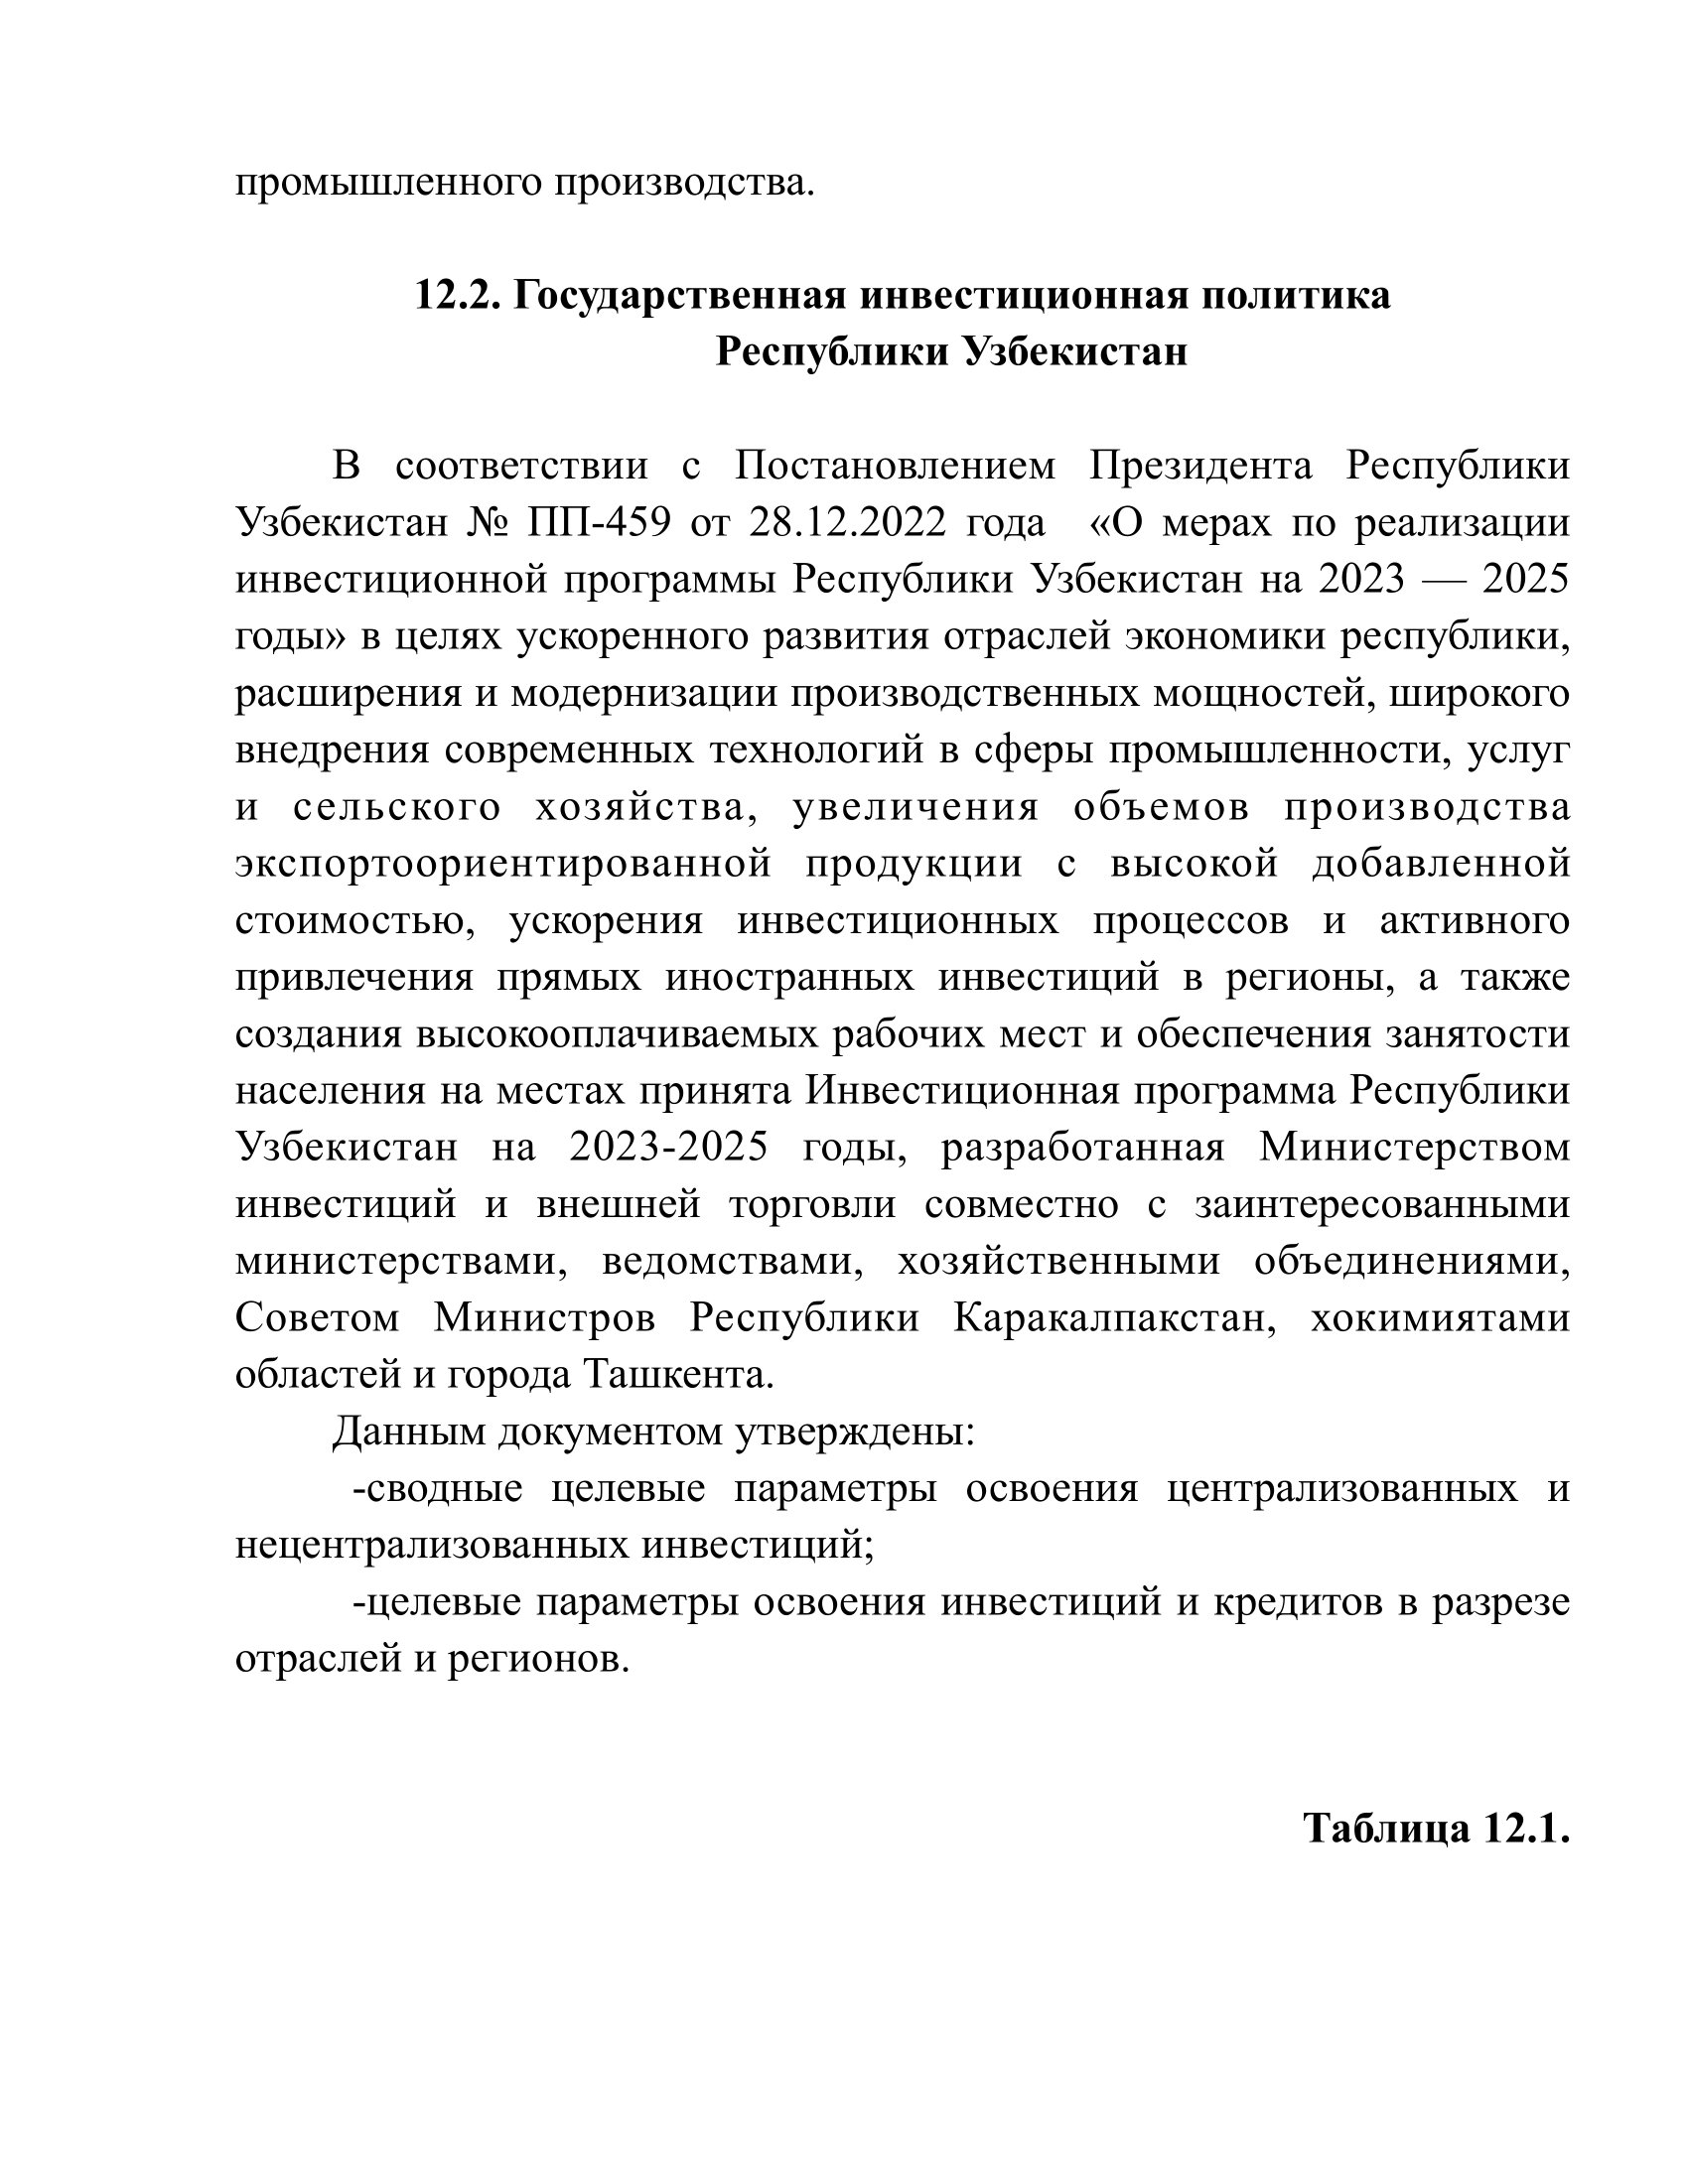 промышленного производства.
12.2. Государственная инвестиционная политика
Республики Узбекистан
В соответствии с Постановлением Президента Республики
Узбекистан № ПП-459 от 28.12.2022 года «О мерах по реализации
инвестиционной программы Республики Узбекистан на 2023 — 2025
годы» в целях ускоренного развития отраслей экономики республики,
расширения и модернизации производственных мощностей, широкого
внедрения современных технологий в сферы промышленности, услуг
и сельского хозяйства, увеличения объемов производства
экспортоориентированной продукции с высокой добавленной
стоимостью, ускорения инвестиционных процессов и активного
привлечения прямых иностранных инвестиций в регионы, а также
создания высокооплачиваемых рабочих мест и обеспечения занятости
населения на местах принята Инвестиционная программа Республики
Узбекистан на 2023-2025 годы, разработанная Министерством
инвестиций и внешней торговли совместно с заинтересованными
министерствами, ведомствами, хозяйственными объединениями,
Советом Министров Республики Каракалпакстан, хокимиятами
областей и города Ташкента.
Данным документом утверждены:
-сводные целевые параметры освоения централизованных и
нецентрализованных инвестиций;
-целевые параметры освоения инвестиций и кредитов в разрезе
отраслей и регионов.
Таблица 12.1.